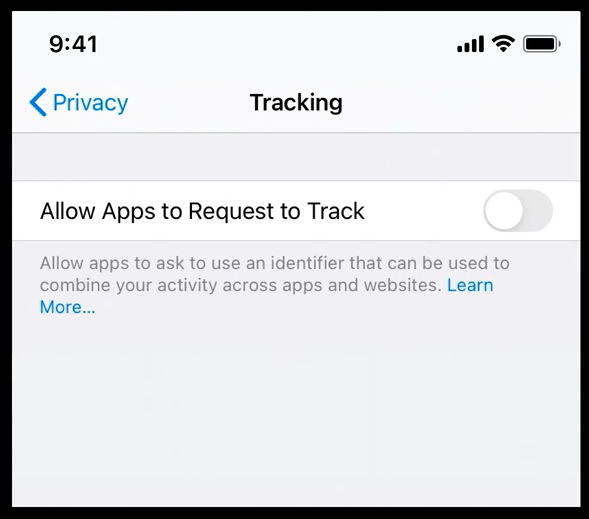 9:41
Privacy
Tracking
Allow Apps to Request to Track
Allow apps to ask to use an identifier that can be used to
combine your activity across apps and websites. Learn
More...